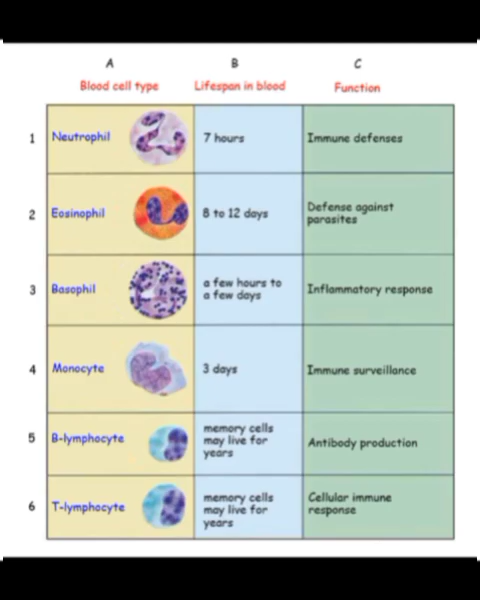 A B C
Blood cell type Lifespan in blood Function
1 Neutrophil 7 hours Immune defenses
2 Eosinophil 8 to 12 days Defense against
parasites
3 Basophil a few hours to
a few days Inflammatory response
4 Monocyte 3 days Immune surveillance
5 B-lymphocyte memory cells
may live for
years Antibody production
6 T-lymphocyte memory cells
may live for
years Cellular immune
response